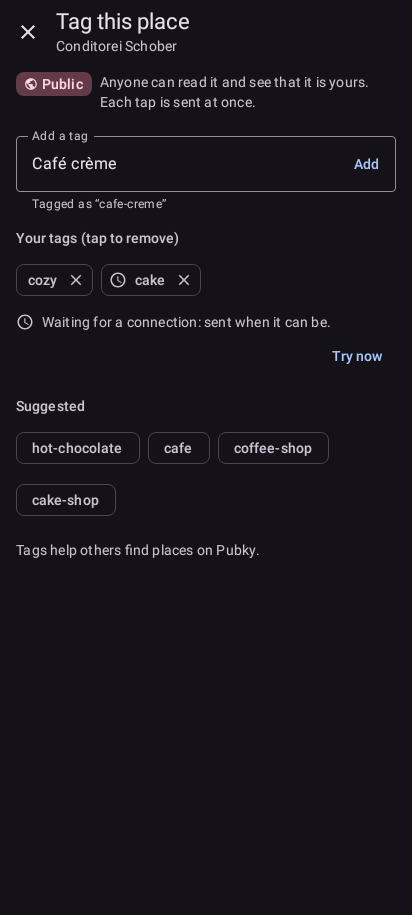 Tag this place
Conditorei Schober
Public
Anyone can read it and see that it is yours.
Each tap is sent at once.
Add a tag
Café crème
Add
Tagged as “cafe-creme”
Your tags (tap to remove)
cozy
cake
Waiting for a connection: sent when it can be.
Try now
Suggested
hot-chocolate
cafe
coffee-shop
cake-shop
Tags help others find places on Pubky.